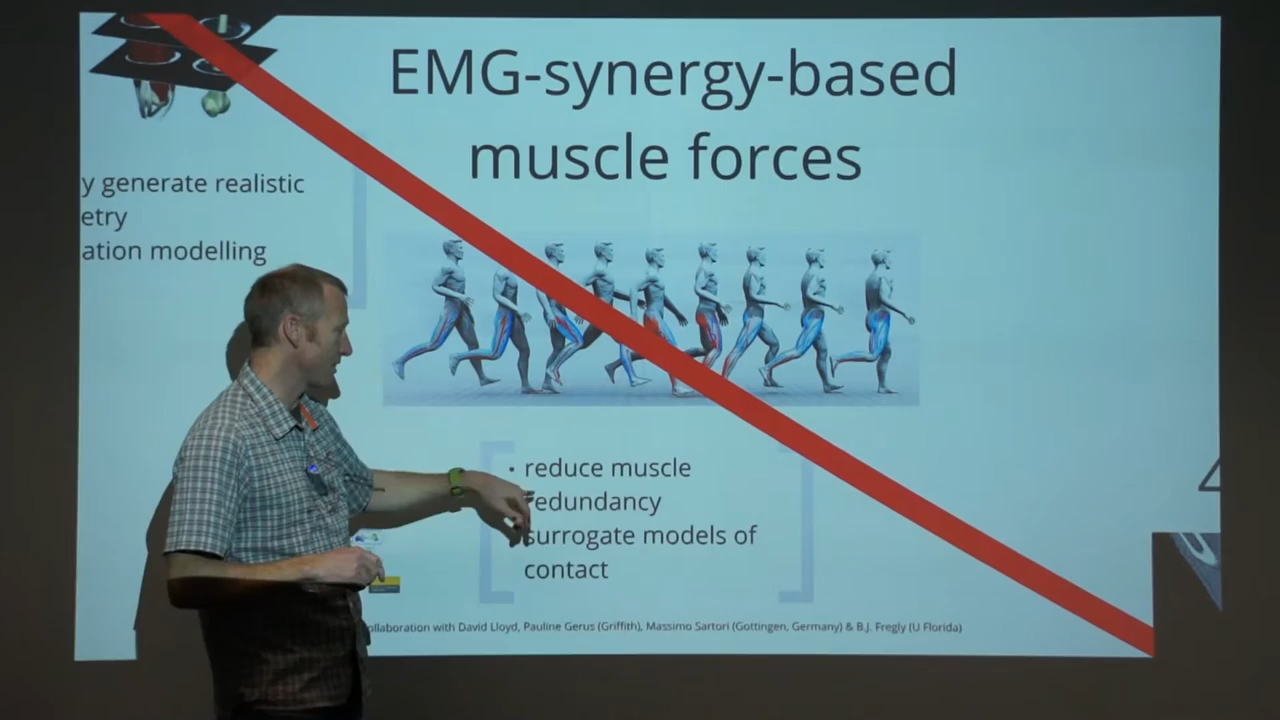 EMG-synergy-based
muscle forces
y generate realistic
etry
ation modelling
• reduce muscle
redundancy
surrogate models of
contact
ollaboration with David Lloyd, Pauline Gerus (Griffith), Massimo Sartori (Gottingen, Germany) & B.J. Fregly (U Florida)